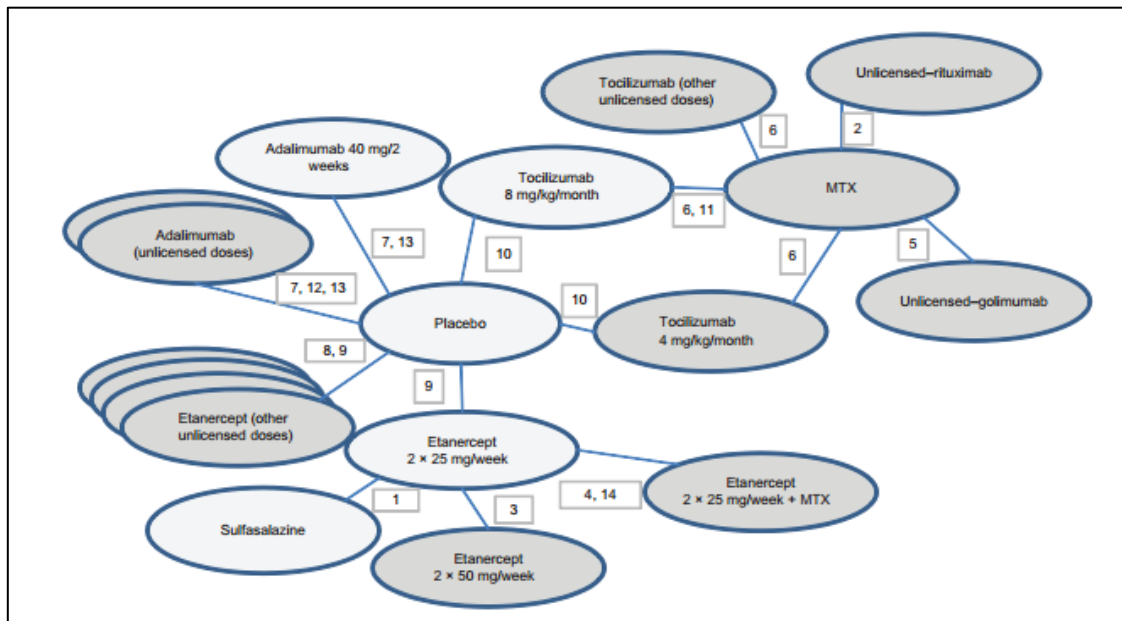 Tocilizumab (other
unlicensed doses)
Unlicensed–rituximab
6
2
Adalimumab 40 mg/2
weeks
Tocilizumab
8 mg/kg/month
MTX
6, 11
Adalimumab
(unlicensed doses)
7, 13
10
6
5
7, 12, 13
10
Unlicensed–golimumab
Placebo
Tocilizumab
4 mg/kg/month
8, 9
9
Etanercept (other
unlicensed doses)
Etanercept
2 × 25 mg/week
4, 14
Etanercept
2 × 25 mg/week + MTX
1
3
Sulfasalazine
Etanercept
2 × 50 mg/week